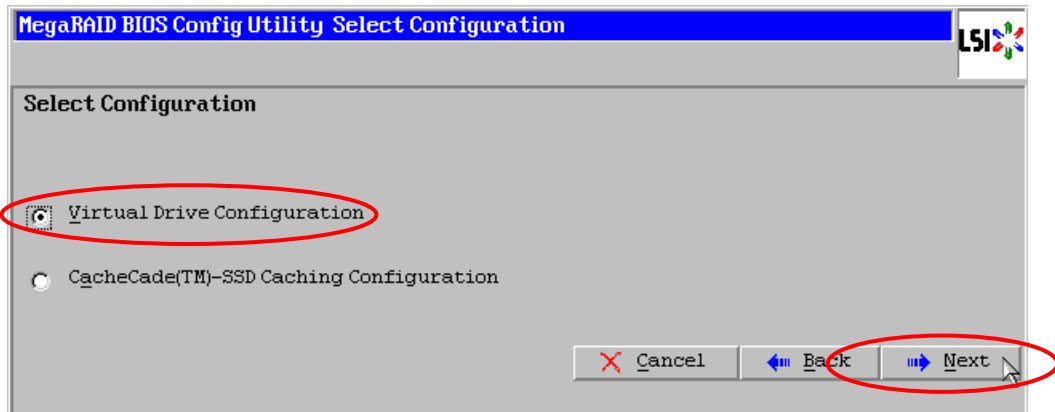 MegaRAID BIOS Config Utility Select Configuration
LSI
Select Configuration
Virtual Drive Configuration
CacheCade(TM)-SSD Caching Configuration
Cancel
Back
Next